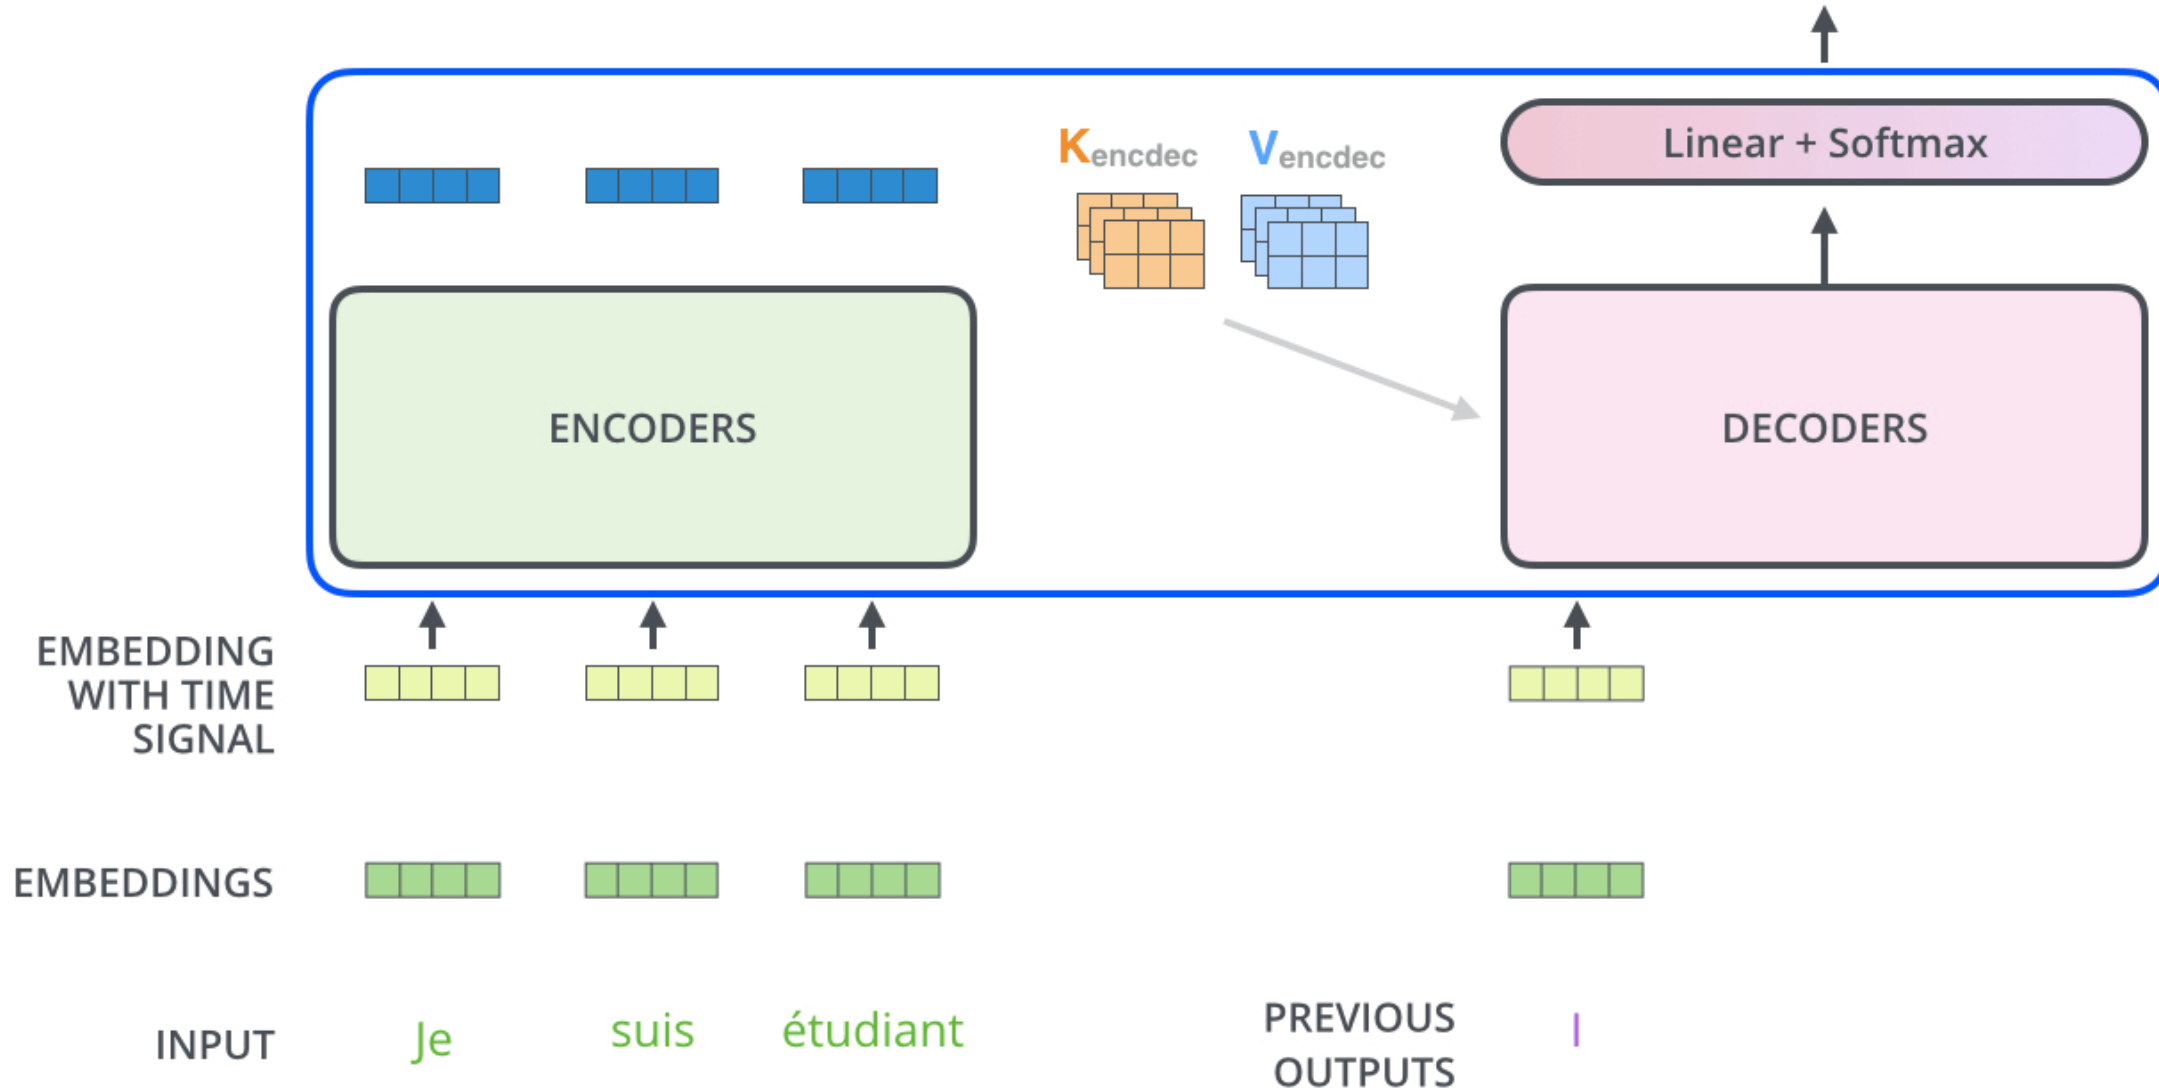 Kencdec Vencdec
Linear + Softmax
ENCODERS
DECODERS
EMBEDDING
WITH TIME
SIGNAL
EMBEDDINGS
INPUT
Je suis étudiant
PREVIOUS
OUTPUTS
I